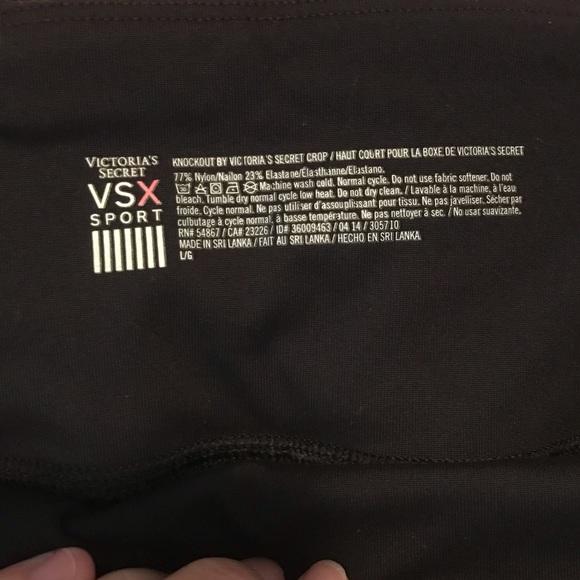 VICTORIA'S
SECRET
VSX
SPORT
KNOCKOUT BY VICTORIA'S SECRET CROP / HAUT COURT POUR LA BOXE DE VICTORIA'S SECRET
77% Nylon/Nailon 23% Elastane/Élasthanne/Elastano.
Machine wash cold. Normal cycle. Do not use fabric softener. Do not
bleach. Tumble dry normal cycle low heat. Do not dry clean. / Lavable à la machine, à l'eau
froide. Cycle normal. Ne pas utiliser d'assouplissant pour tissu. Ne pas javelliser. Sécher par
culbutage à cycle normal, à basse température. Ne pas nettoyer à sec. / No usar suavizante.
RN# 54867 / CA# 23226 / ID# 36009463 / 04 14 / 305710
MADE IN SRI LANKA / FAIT AU SRI LANKA / HECHO EN SRI LANKA
L/G